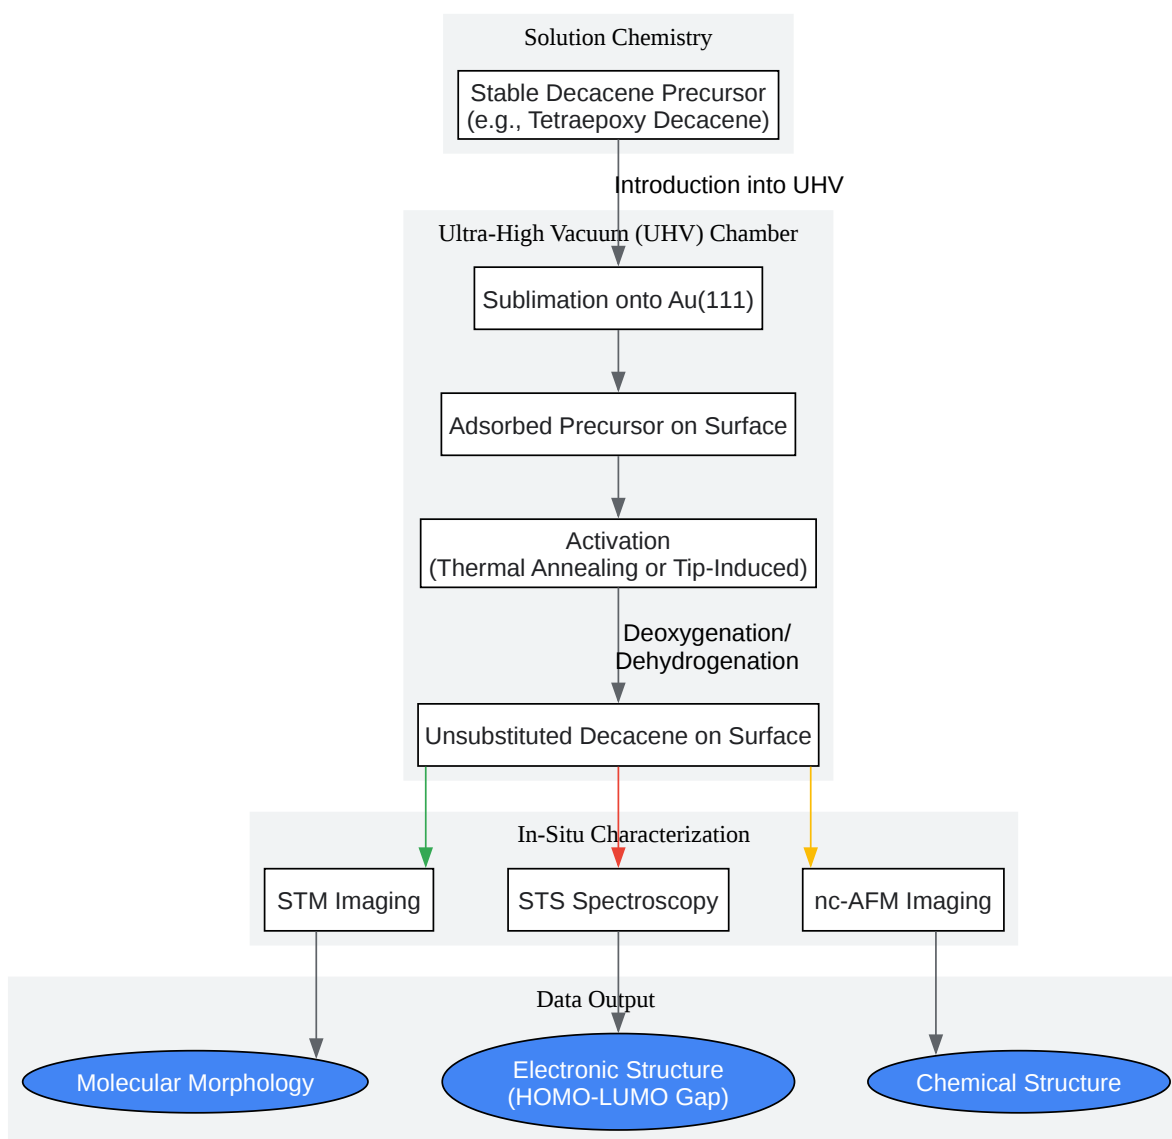 Solution Chemistry
Stable Decacene Precursor
(e.g., Tetraepoxy Decacene)
Introduction into UHV
Ultra-High Vacuum (UHV) Chamber
Sublimation onto Au(111)
Adsorbed Precursor on Surface
Activation
(Thermal Annealing or Tip-Induced)
Deoxygenation/
Dehydrogenation
Unsubstituted Decacene on Surface
In-Situ Characterization
STM Imaging
STS Spectroscopy
nc-AFM Imaging
Data Output
Molecular Morphology
Electronic Structure
(HOMO-LUMO Gap)
Chemical Structure